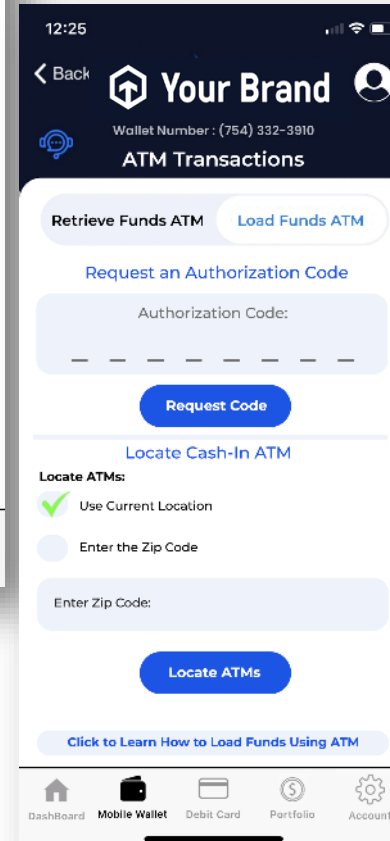 12:25
Back
Your Brand
Wallet Number : (754) 332-3910
ATM Transactions
Retrieve Funds ATM Load Funds ATM
Request an Authorization Code
Authorization Code:
_ _ _ _ _ _ _ _
Request Code
Locate Cash-In ATM
Locate ATMs:
Use Current Location
Enter the Zip Code
Enter Zip Code:
Locate ATMs
Click to Learn How to Load Funds Using ATM
DashBoard Mobile Wallet Debit Card Portfolio Account